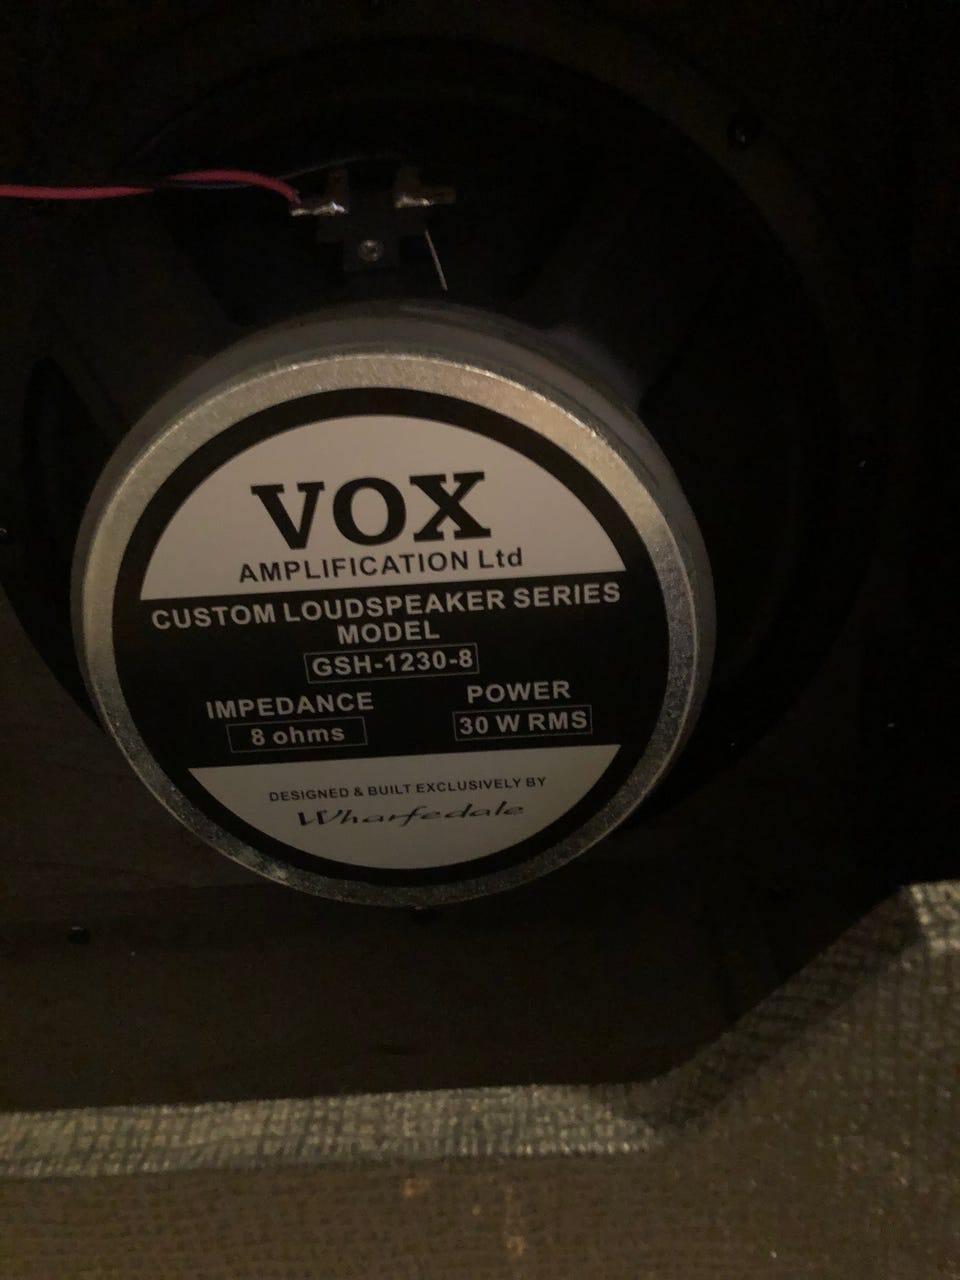 VOX
AMPLIFICATION Ltd
CUSTOM LOUDSPEAKER SERIES
MODEL
GSH-1230-8
IMPEDANCE POWER
8 ohms 30 W RMS
DESIGNED & BUILT EXCLUSIVELY BY
Wharfedale